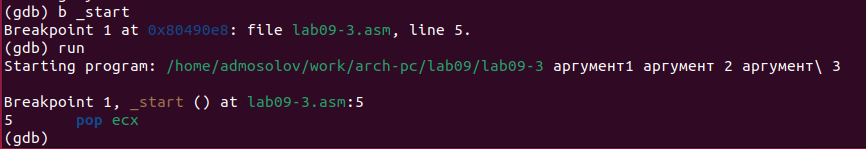 (gdb) b _start
Breakpoint 1 at 0x80490e8: file lab09-3.asm, line 5.
(gdb) run
Starting program: /home/admosolov/work/arch-pc/lab09/lab09-3 аргумент1 аргумент 2 аргумент\ 3
Breakpoint 1, _start () at lab09-3.asm:5
5 pop ecx
(gdb)